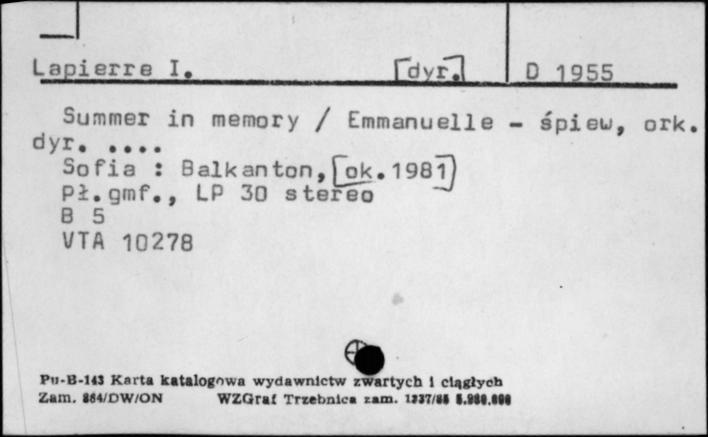 Lapierre I. [dyr.] D 1955
Summer in memory / Emmanuelle - śpiew, ork.
dyr. ....
Sofia : Balkanton, [ok. 1981]
Pł.gmf., LP 30 stereo
B 5
VTA 10278
Pu-B-143 Karta katalogowa wydawnictw zwartych i ciągłych
Zam. 864/DW/ON WZGraf Trzebnica zam.